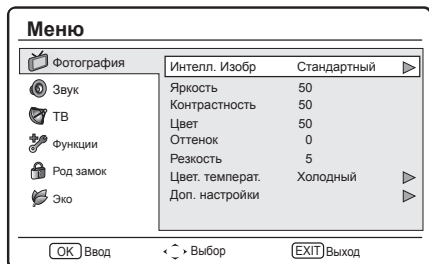 Меню
Фотография
Звук
ТВ
Функции
Род замок
Эко
Интелл. Изобр Стандартный
Яркость 50
Контрастность 50
Цвет 50
Оттенок 0
Резкость 5
Цвет. температ. Холодный
Доп. настройки
OK Ввод Выбор EXIT Выход